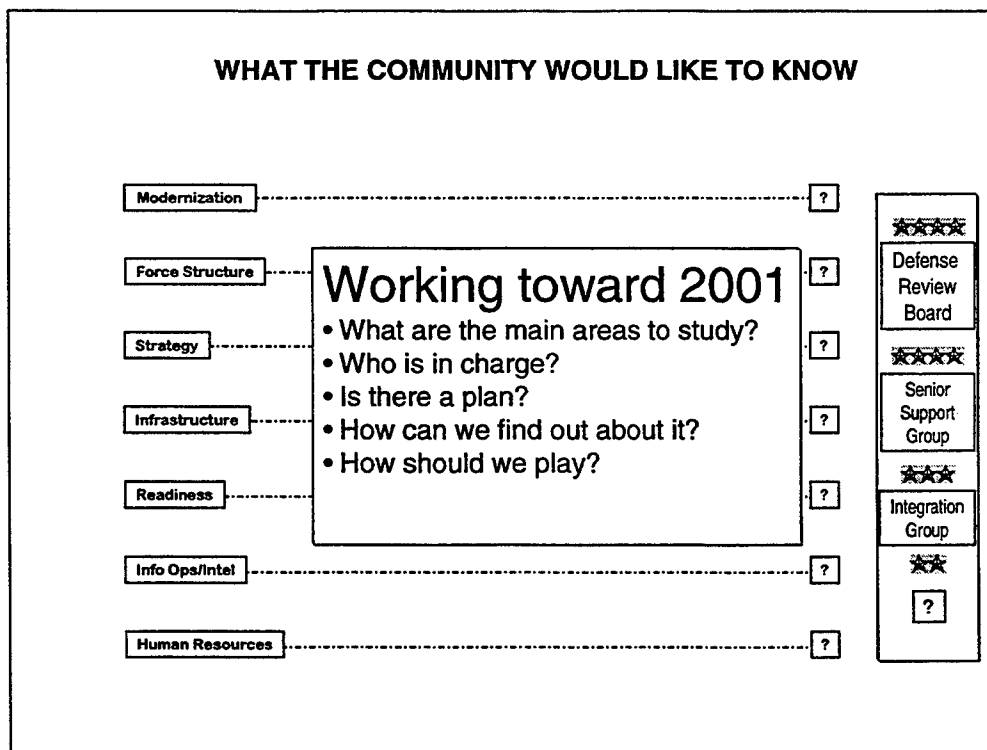 WHAT THE COMMUNITY WOULD LIKE TO KNOW
Modernization ?
Force Structure ?
Strategy ?
Infrastructure ?
Readiness ?
Info Ops/Intel ?
Human Resources ?
Working toward 2001
• What are the main areas to study?
• Who is in charge?
• Is there a plan?
• How can we find out about it?
• How should we play?
Defense
Review
Board
Senior
Support
Group
Integration
Group
?